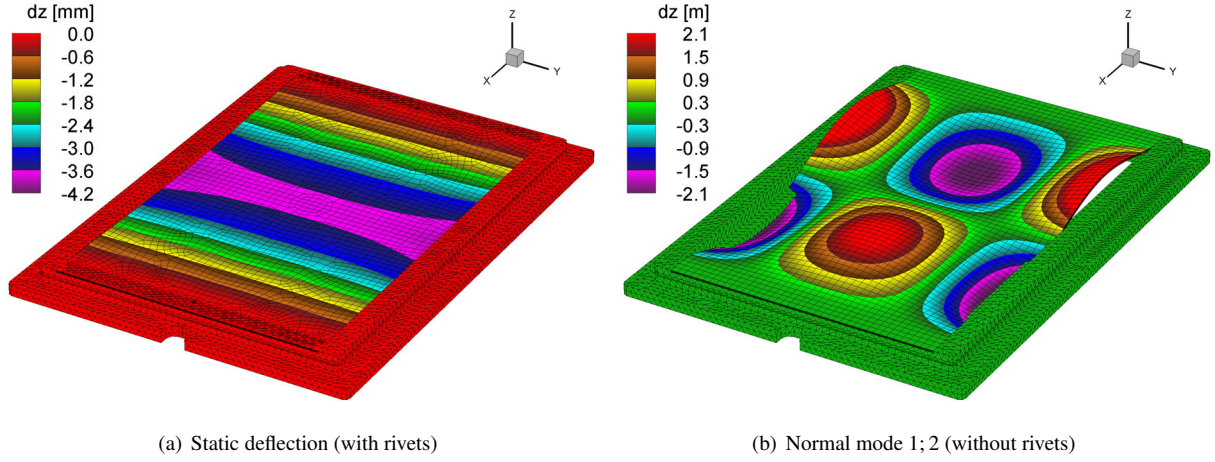 dz [mm]
0.0
-0.6
-1.2
-1.8
-2.4
-3.0
-3.6
-4.2
Z
X
Y
(a) Static deflection (with rivets)
dz [m]
2.1
1.5
0.9
0.3
-0.3
-0.9
-1.5
-2.1
Z
X
Y
(b) Normal mode 1; 2 (without rivets)